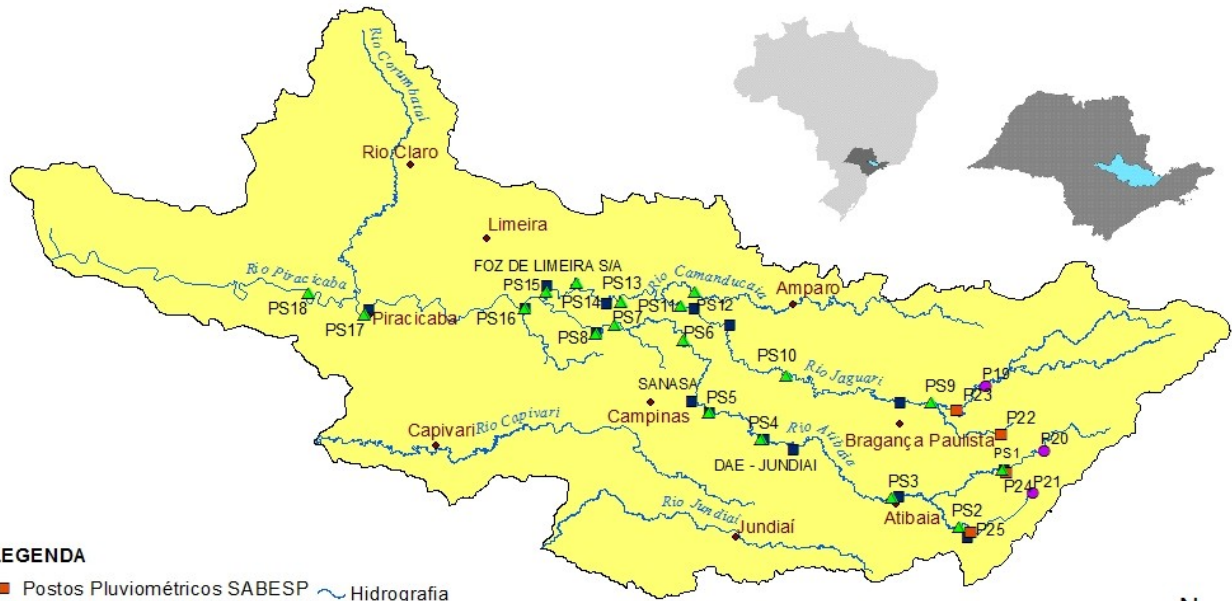 Rio Corumbataí
Rio Claro
Limeira
FOZ DE LIMEIRA S/A
Rio Piracicaba
PS18
PS17
Piracicaba
PS16
PS15
PS14
PS13
Rio Camanducaia
Amparo
PS11
PS12
PS8
PS7
PS6
PS10
Rio Jaguari
PS9
P19
P23
P22
SANASA
Campinas
PS5
PS4
Rio Atibaia
DAE - JUNDIAI
Bragança Paulista
P20
PS1
P24
P21
Capivari
Rio Capivari
PS3
Atibaia
PS2
P25
Rio Jundiaí
Jundiaí
LEGENDA
Postos Pluviométricos SABESP
Hidrografia